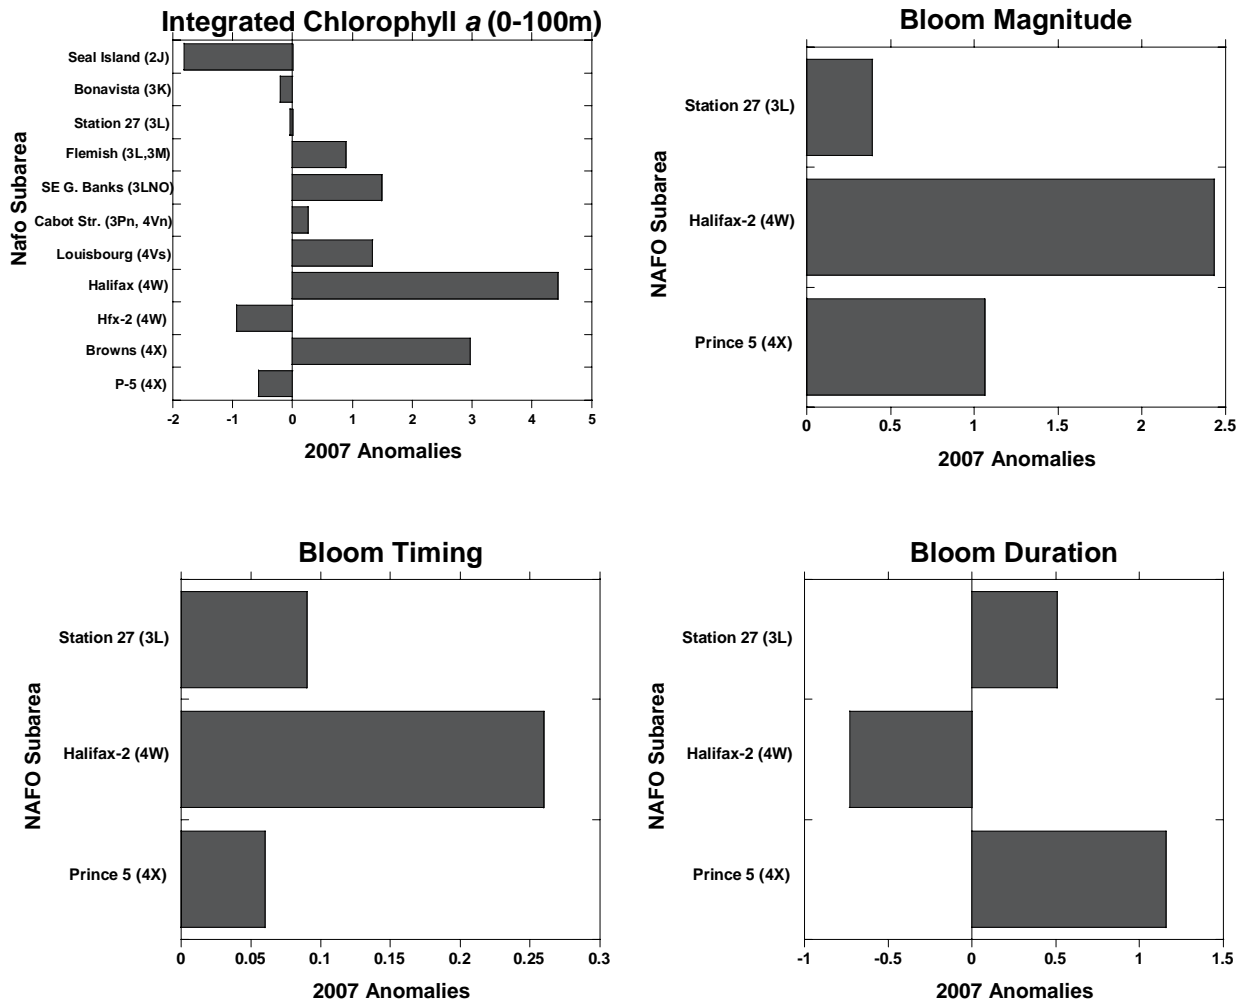 Integrated Chlorophyll a (0-100m)
Nafo Subarea
Seal Island (2J)
Bonavista (3K)
Station 27 (3L)
Flemish (3L,3M)
SE G. Banks (3LNO)
Cabot Str. (3Pn, 4Vn)
Louisbourg (4Vs)
Halifax (4W)
Hfx-2 (4W)
Browns (4X)
P-5 (4X)
-2 -1 0 1 2 3 4 5
2007 Anomalies
Bloom Magnitude
NAFO Subarea
Station 27 (3L)
Halifax-2 (4W)
Prince 5 (4X)
0 0.5 1 1.5 2 2.5
2007 Anomalies
Bloom Timing
NAFO Subarea
Station 27 (3L)
Halifax-2 (4W)
Prince 5 (4X)
0 0.05 0.1 0.15 0.2 0.25 0.3
2007 Anomalies
Bloom Duration
NAFO Subarea
Station 27 (3L)
Halifax-2 (4W)
Prince 5 (4X)
-1 -0.5 0 0.5 1 1.5
2007 Anomalies